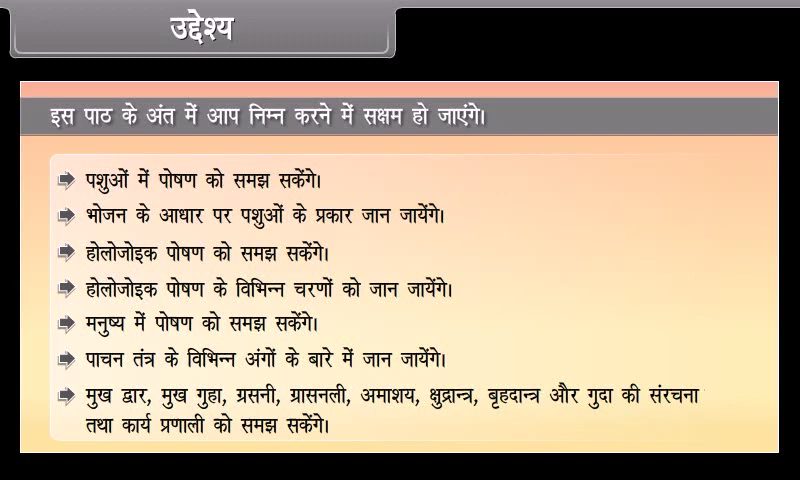 उद्देश्य
इस पाठ के अंत में आप निम्न करने में सक्षम हो जाएंगे।
पशुओं में पोषण को समझ सकेंगे।
भोजन के आधार पर पशुओं के प्रकार जान जायेंगे।
होलोजोइक पोषण को समझ सकेंगे।
होलोजोइक पोषण के विभिन्न चरणों को जान जायेंगे।
मनुष्य में पोषण को समझ सकेंगे।
पाचन तंत्र के विभिन्न अंगों के बारे में जान जायेंगे।
मुख द्वार, मुख गुहा, ग्रसनी, ग्रासनली, अमाशय, क्षुद्रान्त्र, बृहदान्त्र और गुदा की संरचना
तथा कार्य प्रणाली को समझ सकेंगे।